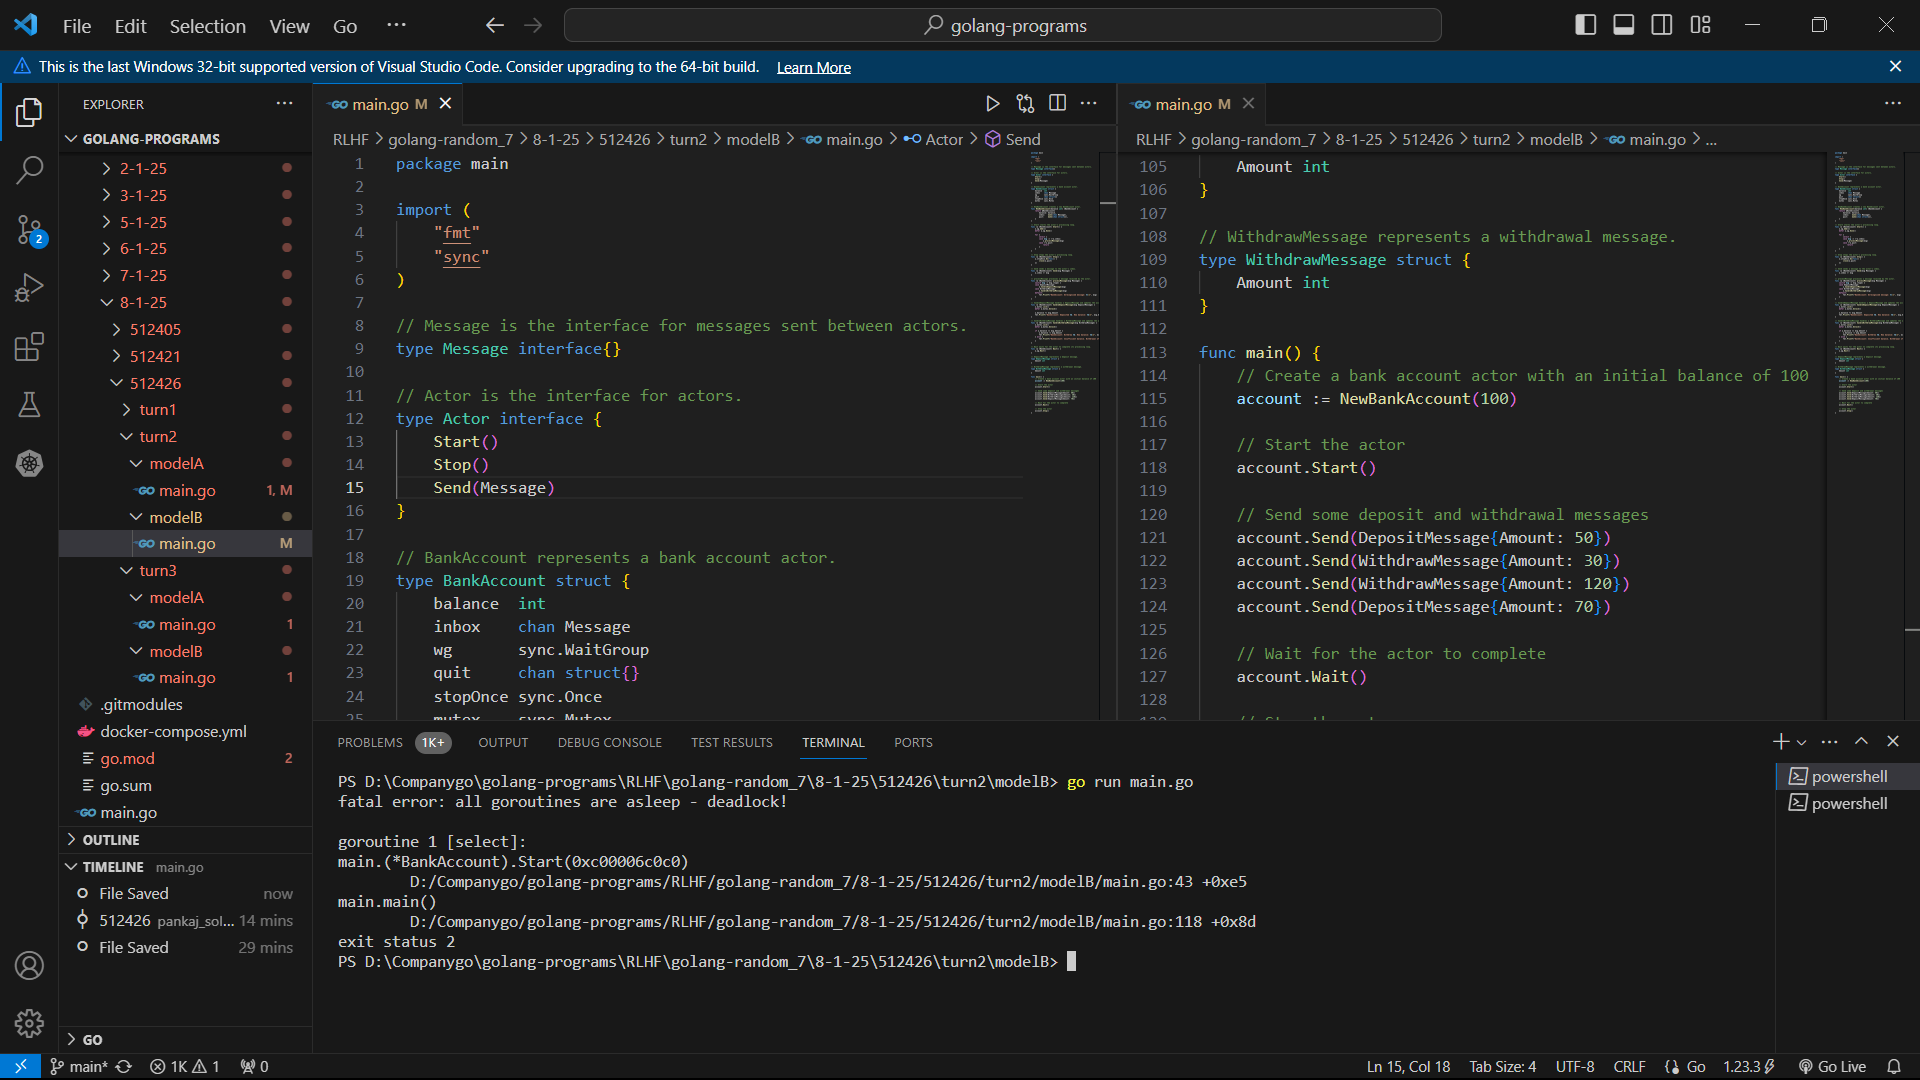 File Edit Selection View Go ···
golang-programs
This is the last Windows 32-bit supported version of Visual Studio Code. Consider upgrading to the 64-bit build. Learn More
EXPLORER ···
GOLANG-PROGRAMS
2-1-25
3-1-25
5-1-25
2
6-1-25
7-1-25
8-1-25
512405
512421
512426
turn1
turn2
modelA
GO main.go 1, M
modelB
GO main.go M
turn3
modelA
GO main.go 1
modelB
GO main.go 1
.gitmodules
docker-compose.yml
go.mod 2
go.sum
GO main.go
OUTLINE
TIMELINE main.go
File Saved now
512426 pankaj_sol... 14 mins
File Saved 29 mins
GO
GO main.go M
RLHF > golang-random_7 > 8-1-25 > 512426 > turn2 > modelB > GO main.go > Actor > Send
1 package main
2
3 import (
4 "fmt"
5 "sync"
6 )
7
8 // Message is the interface for messages sent between actors.
9 type Message interface{}
10
11 // Actor is the interface for actors.
12 type Actor interface {
13 Start()
14 Stop()
15 Send(Message)
16 }
17
18 // BankAccount represents a bank account actor.
19 type BankAccount struct {
20 balance int
21 inbox chan Message
22 wg sync.WaitGroup
23 quit chan struct{}
24 stopOnce sync.Once
25 mutex sync.Mutex
GO main.go M
RLHF > golang-random_7 > 8-1-25 > 512426 > turn2 > modelB > GO main.go > ...
105 Amount int
106 }
107
108 // WithdrawMessage represents a withdrawal message.
109 type WithdrawMessage struct {
110 Amount int
111 }
112
113 func main() {
114 // Create a bank account actor with an initial balance of 100
115 account := NewBankAccount(100)
116
117 // Start the actor
118 account.Start()
119
120 // Send some deposit and withdrawal messages
121 account.Send(DepositMessage{Amount: 50})
122 account.Send(WithdrawMessage{Amount: 30})
123 account.Send(WithdrawMessage{Amount: 120})
124 account.Send(DepositMessage{Amount: 70})
125
126 // Wait for the actor to complete
127 account.Wait()
128
PROBLEMS 1K+ OUTPUT DEBUG CONSOLE TEST RESULTS TERMINAL PORTS
PS D:\Companygo\golang-programs\RLHF\golang-random_7\8-1-25\512426\turn2\modelB> go run main.go
fatal error: all goroutines are asleep - deadlock!
goroutine 1 [select]:
main.(*BankAccount).Start(0xc00006c0c0)
D:/Companygo/golang-programs/RLHF/golang-random_7/8-1-25/512426/turn2/modelB/main.go:43 +0xe5
main.main()
D:/Companygo/golang-programs/RLHF/golang-random_7/8-1-25/512426/turn2/modelB/main.go:118 +0x8d
exit status 2
PS D:\Companygo\golang-programs\RLHF\golang-random_7\8-1-25\512426\turn2\modelB>
powershell
powershell
main* 1K 1 0
Ln 15, Col 18 Tab Size: 4 UTF-8 CRLF Go 1.23.3 Go Live